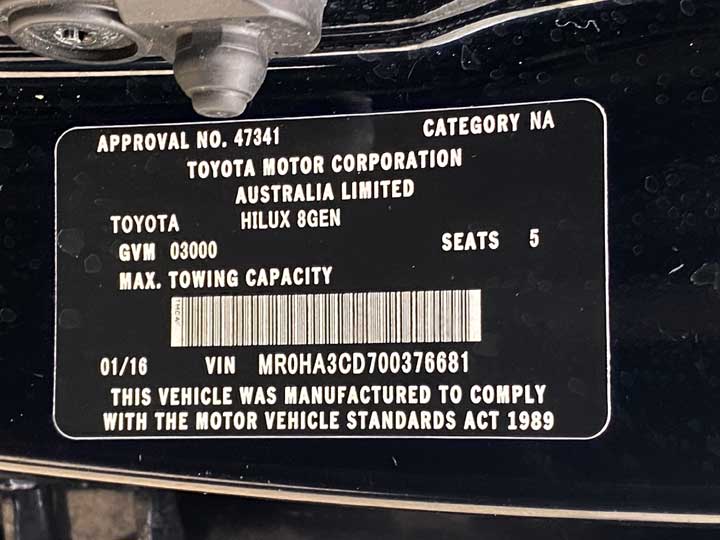 APPROVAL NO. 47341 CATEGORY NA
TOYOTA MOTOR CORPORATION
AUSTRALIA LIMITED
TOYOTA HILUX 8GEN
GVM 03000 SEATS 5
MAX. TOWING CAPACITY
TMCA
01/16 VIN MR0HA3CD700376681
THIS VEHICLE WAS MANUFACTURED TO COMPLY
WITH THE MOTOR VEHICLE STANDARDS ACT 1989